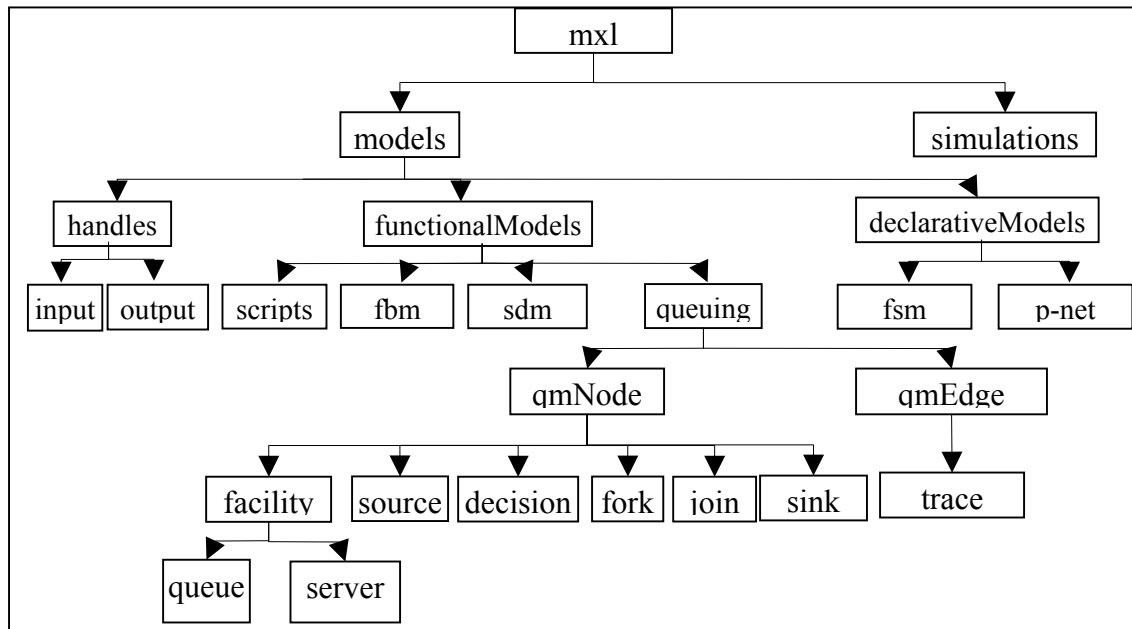 mxl
models
simulations
handles
functionalModels
declarativeModels
input
output
scripts
fbm
sdm
queuing
fsm
p-net
qmNode
qmEdge
facility
source
decision
fork
join
sink
trace
queue
server